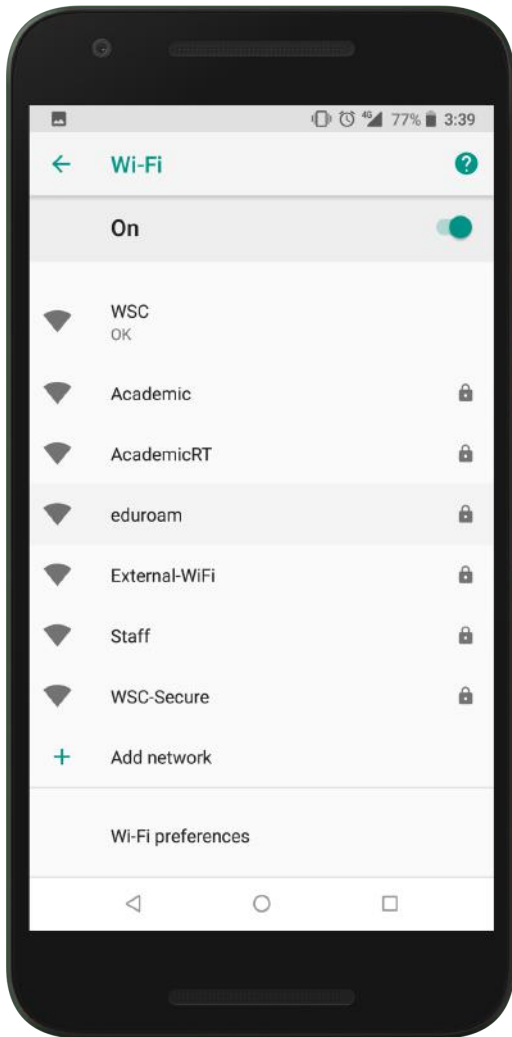 4G 77% 3:39
Wi-Fi ?
On
WSC
OK
Academic
AcademicRT
eduroam
External-WiFi
Staff
WSC-Secure
+ Add network
Wi-Fi preferences